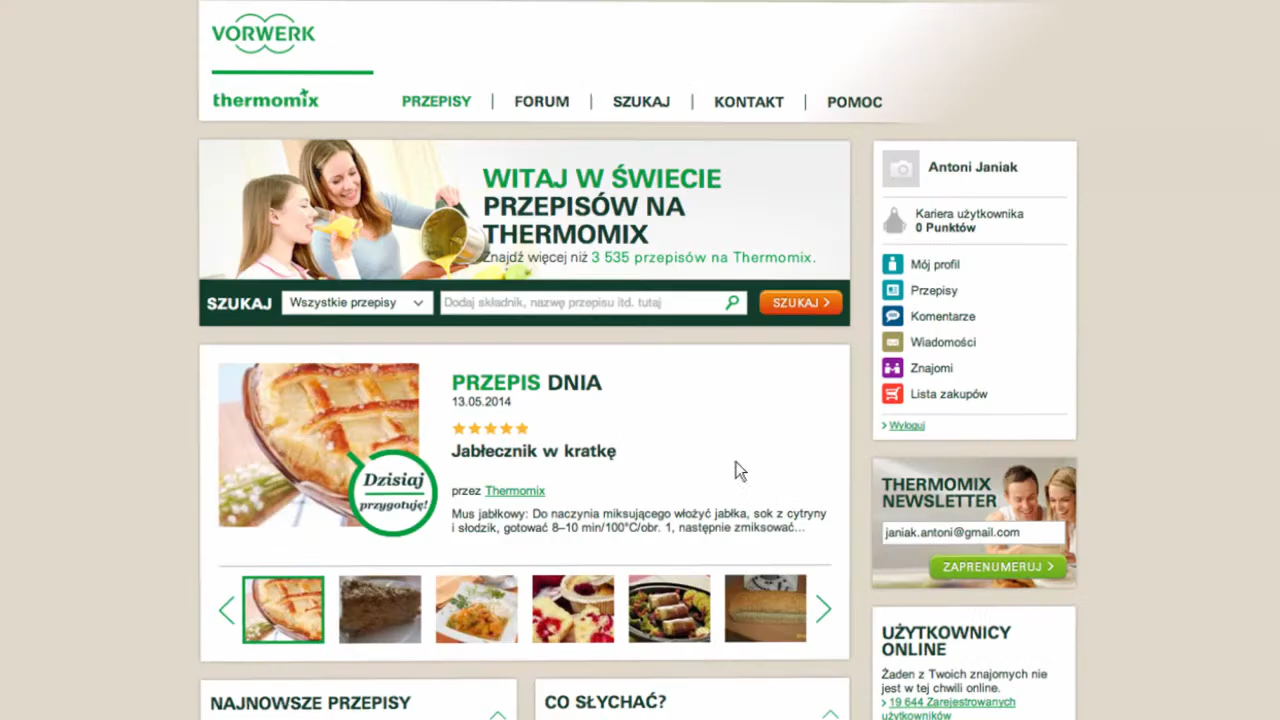 VORWERK
thermomix
PRZEPISY
FORUM
SZUKAJ
KONTAKT
POMOC
WITAJ W ŚWIECIE
PRZEPISÓW NA
THERMOMIX
Znajdź więcej niż 3 535 przepisów na Thermomix.
SZUKAJ
Wszystkie przepisy
Dodaj składnik, nazwę przepisu itd. tutaj
SZUKAJ
PRZEPIS DNIA
13.05.2014
Jabłecznik w kratkę
Dzisiaj
przygotuję!
przez Thermomix
Mus jabłkowy: Do naczynia miksującego włożyć jabłka, sok z cytryny
i słodzik, gotować 8–10 min/100°C/obr. 1, następnie zmiksować...
NAJNOWSZE PRZEPISY
CO SŁYCHAĆ?
Antoni Janiak
Kariera użytkownika
0 Punktów
Mój profil
Przepisy
Komentarze
Wiadomości
Znajomi
Lista zakupów
Wyloguj
THERMOMIX
NEWSLETTER
janiak.antoni@gmail.com
ZAPRENUMERUJ
UŻYTKOWNICY
ONLINE
Żaden z Twoich znajomych nie
jest w tej chwili online.
19 644 Zarejestrowanych
użytkowników